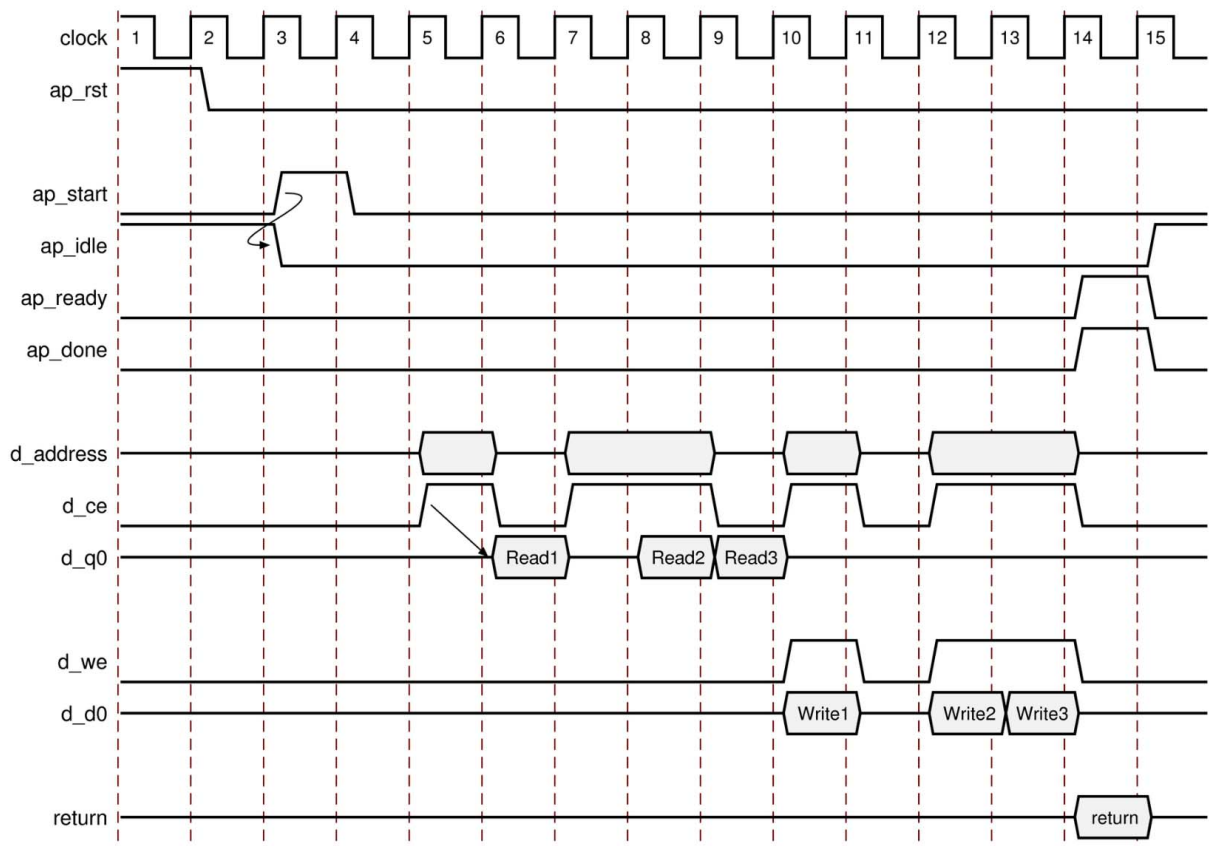 clock 1 2 3 4 5 6 7 8 9 10 11 12 13 14 15
ap_rst
ap_start
ap_idle
ap_ready
ap_done
d_address
d_ce
d_q0 Read1 Read2 Read3
d_we
d_d0 Write1 Write2 Write3
return return